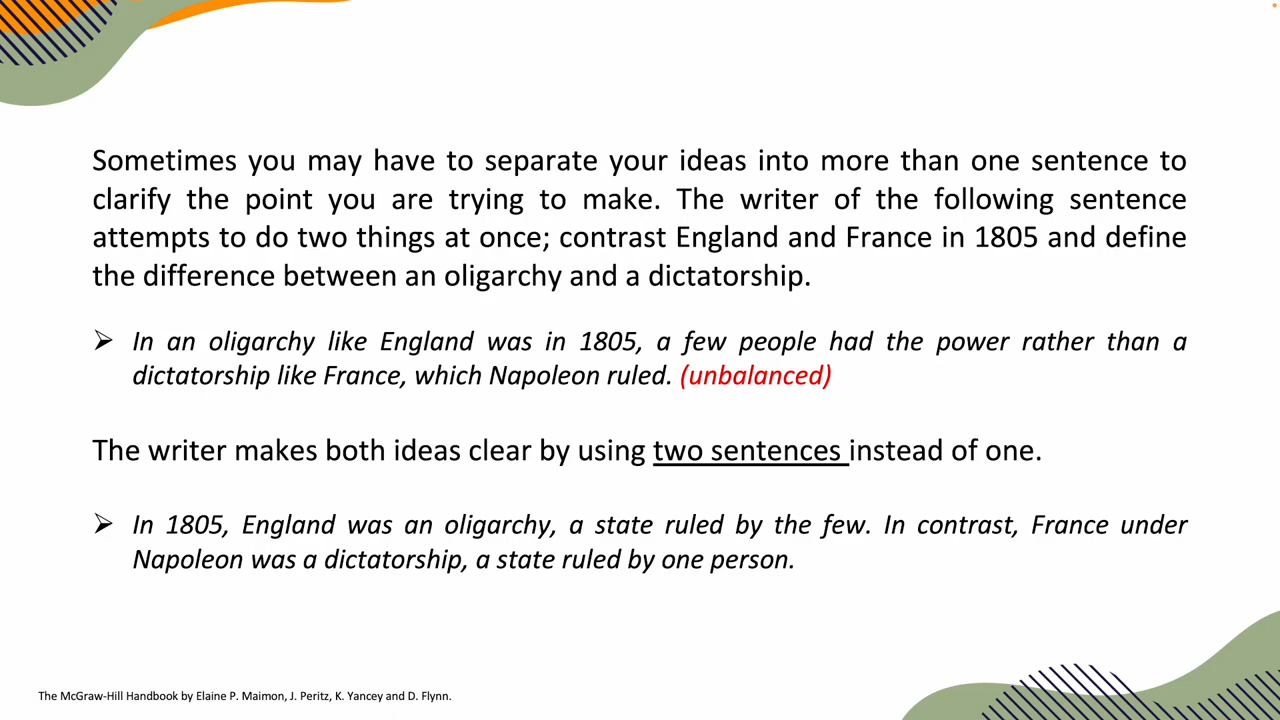 Sometimes you may have to separate your ideas into more than one sentence to
clarify the point you are trying to make. The writer of the following sentence
attempts to do two things at once; contrast England and France in 1805 and define
the difference between an oligarchy and a dictatorship.
➢ In an oligarchy like England was in 1805, a few people had the power rather than a
dictatorship like France, which Napoleon ruled. (unbalanced)
The writer makes both ideas clear by using two sentences instead of one.
➢ In 1805, England was an oligarchy, a state ruled by the few. In contrast, France under
Napoleon was a dictatorship, a state ruled by one person.
The McGraw-Hill Handbook by Elaine P. Maimon, J. Peritz, K. Yancey and D. Flynn.